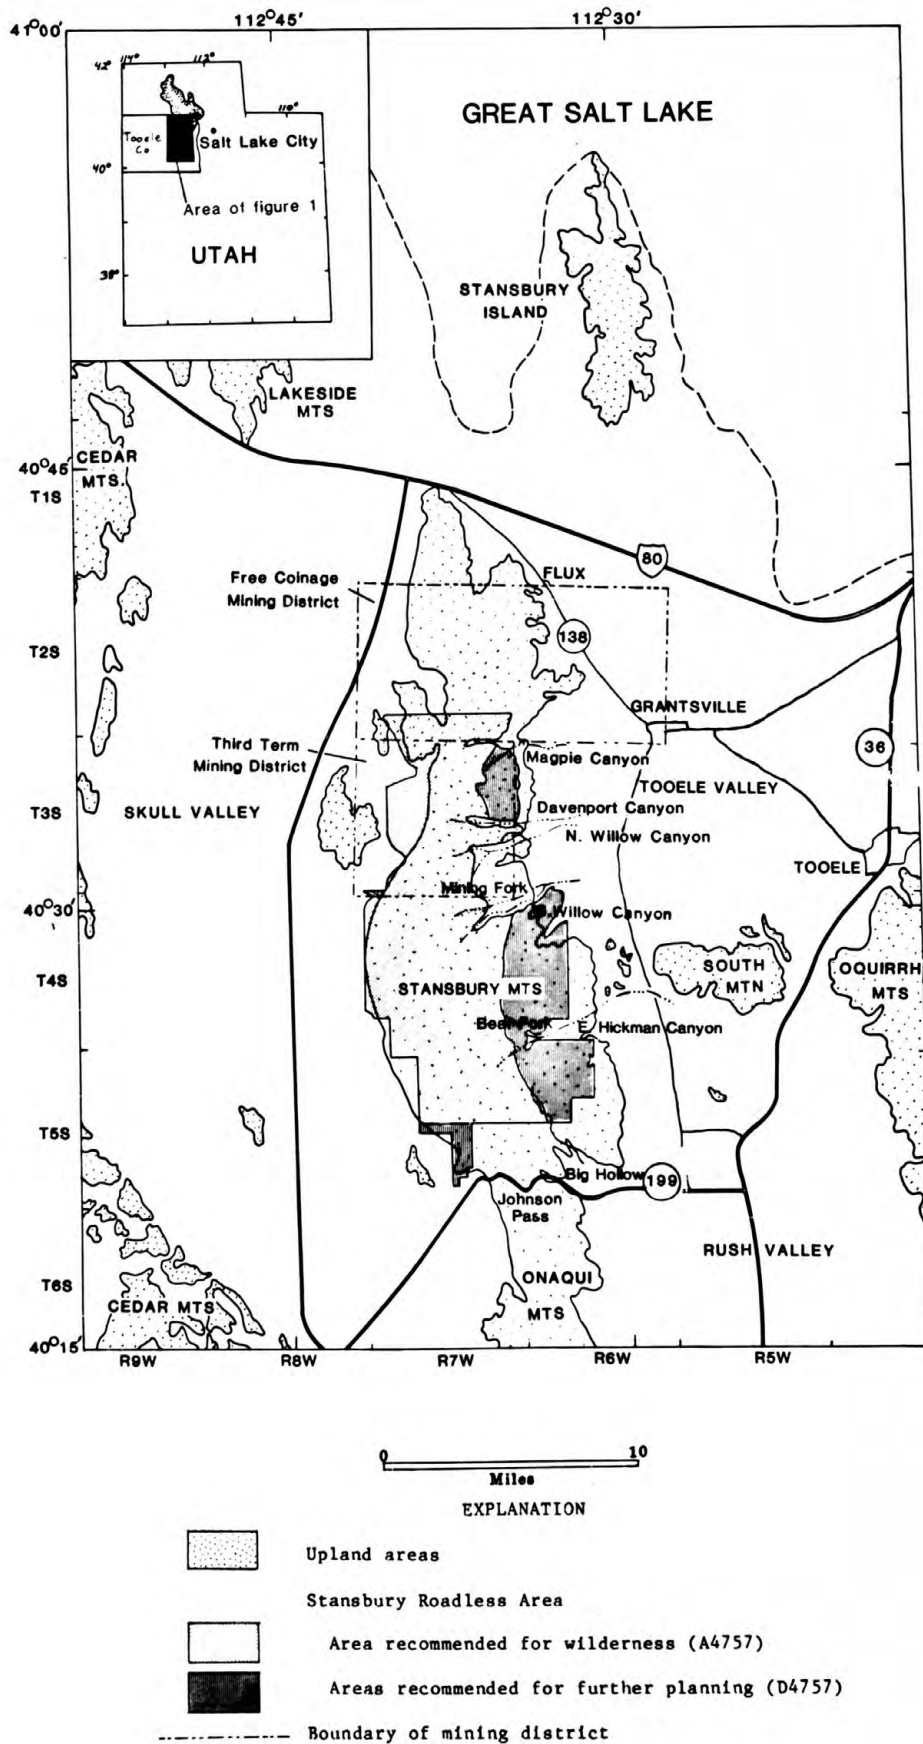 112°45'
112°30'
41°00'
42°
114°
112°
110°
Tooele
Co
Salt Lake City
40°
Area of figure 1
UTAH
38°
GREAT SALT LAKE
STANSBURY
ISLAND
LAKESIDE
MTS
CEDAR
MTS.
40°45'
T1S
80
Free Coinage
Mining District
FLUX
138
T2S
GRANTSVILLE
36
Third Term
Mining District
Magpie Canyon
TOOELE VALLEY
T3S
SKULL VALLEY
Davenport Canyon
N. Willow Canyon
TOOELE
Mining Fork
40°30'
Willow Canyon
T4S
STANSBURY MTS
SOUTH
MTN
OQUIRRH
MTS
Bear Fork
E. Hickman Canyon
T5S
Big Hollow
199
Johnson
Pass
RUSH VALLEY
T6S
CEDAR MTS
ONAQUI
MTS
40°15'
R9W
R8W
R7W
R6W
R5W
0
10
Miles
EXPLANATION
Upland areas
Stansbury Roadless Area
Area recommended for wilderness (A4757)
Areas recommended for further planning (D4757)
Boundary of mining district